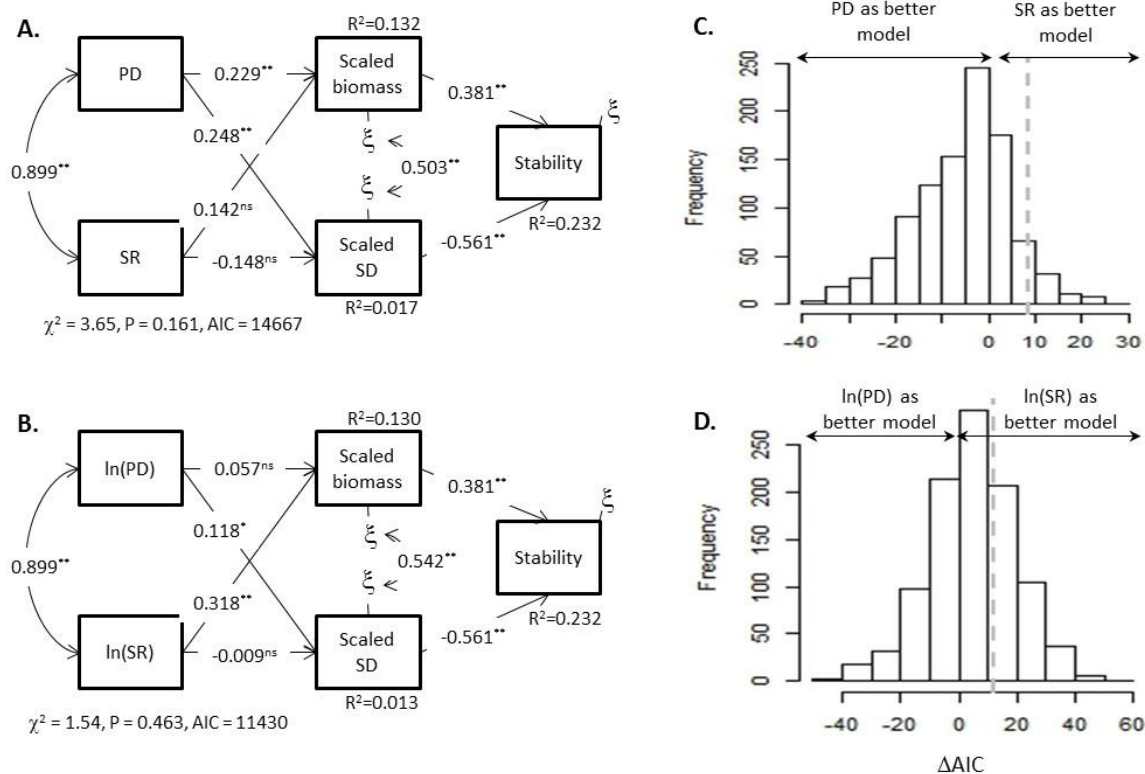 A.
R²=0.132
PD
0.229**
Scaled
biomass
0.381**
ξ
0.248**
ξ
0.899**
0.503**
Stability
ξ
0.142ns
R²=0.232
SR
-0.148ns
Scaled
SD
-0.561**
R²=0.017
χ² = 3.65, P = 0.161, AIC = 14667
B.
R²=0.130
ln(PD)
0.057ns
Scaled
biomass
0.381**
ξ
0.118*
ξ
0.899**
0.542**
Stability
ξ
0.318**
R²=0.232
ln(SR)
-0.009ns
Scaled
SD
-0.561**
R²=0.013
χ² = 1.54, P = 0.463, AIC = 11430
C.
PD as better
model
SR as better
model
Frequency
250
200
150
100
50
0
-40 -20 0 10 20 30
D.
ln(PD) as
better model
ln(SR) as
better model
Frequency
250
200
150
100
50
0
-40 -20 0 20 40 60
ΔAIC